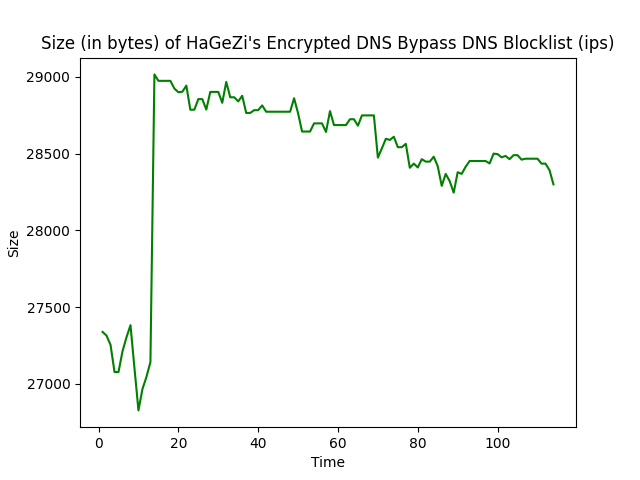 Size (in bytes) of HaGeZi's Encrypted DNS Bypass DNS Blocklist (ips)
29000
28500
28000
27500
27000
Size
0 20 40 60 80 100
Time